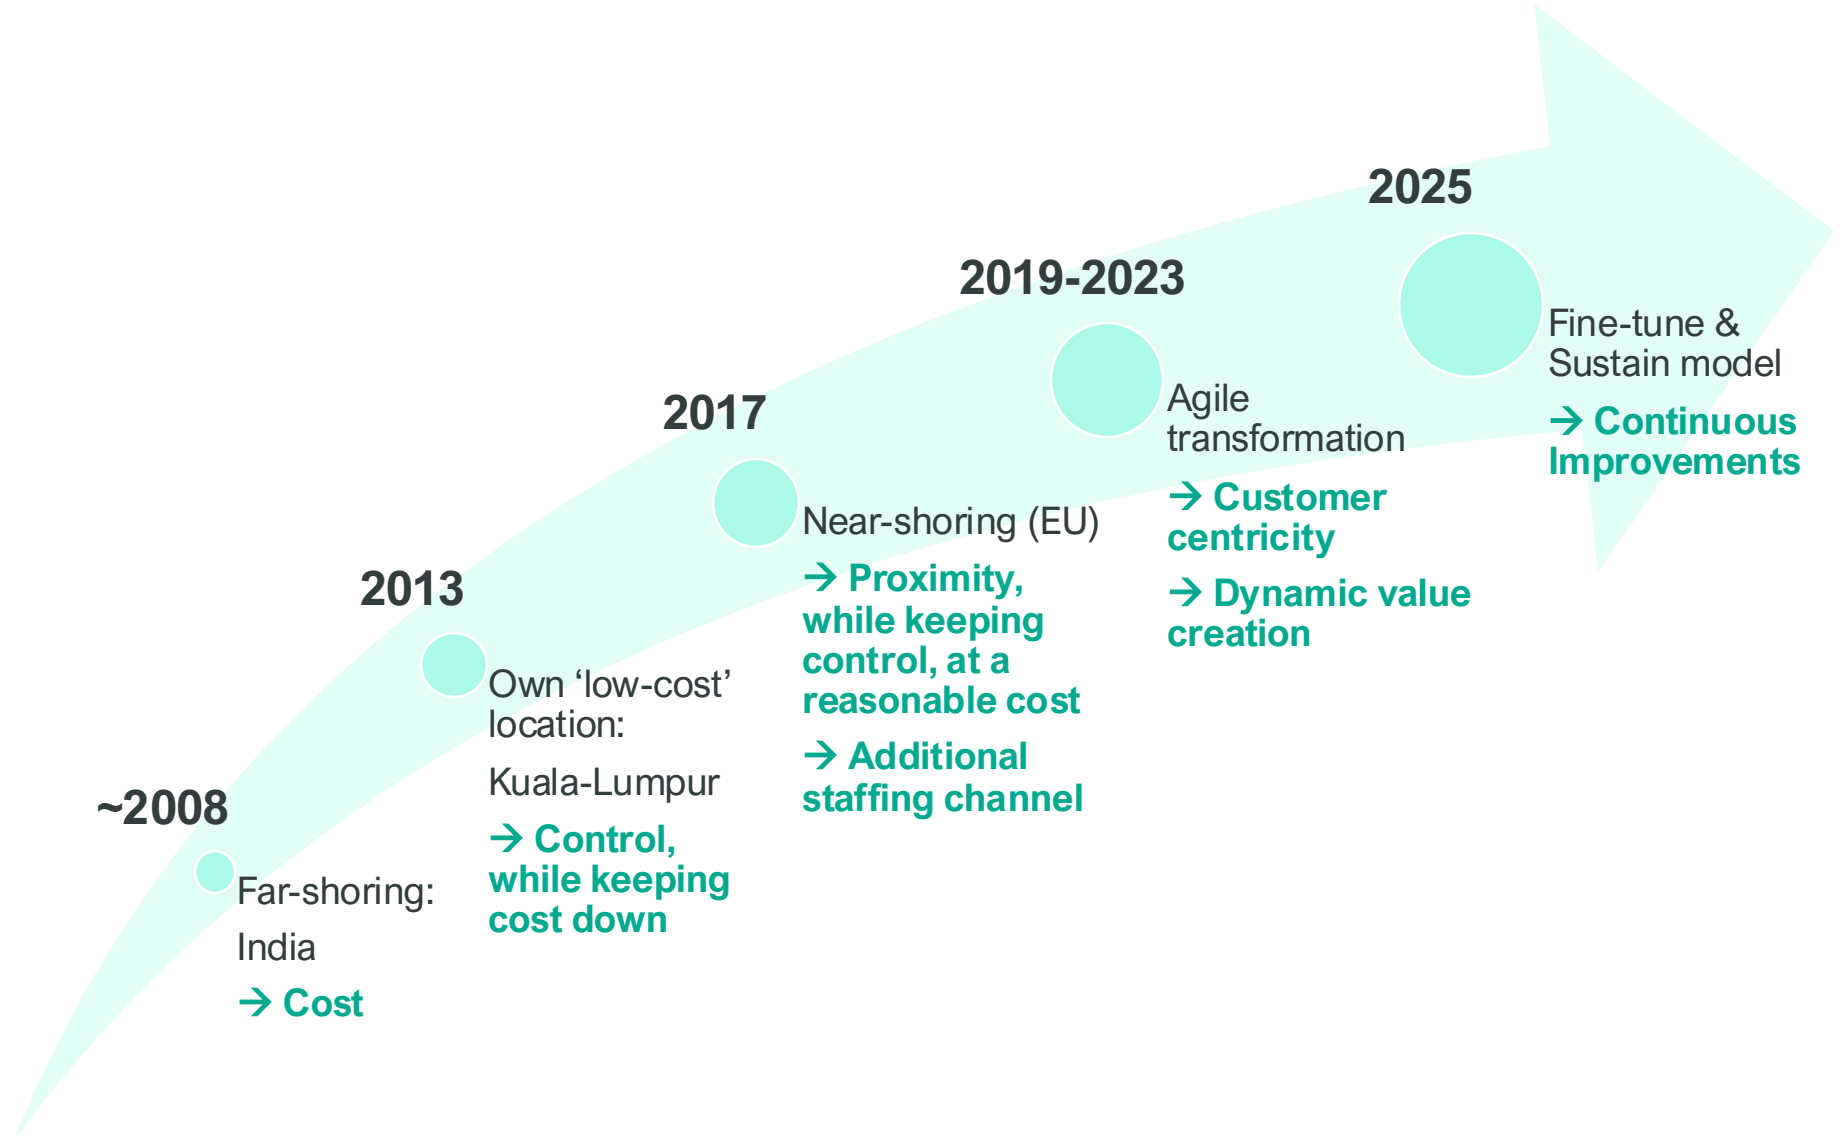 ~2008
Far-shoring:
India
→ Cost
2013
Own ‘low-cost’
location:
Kuala-Lumpur
→ Control,
while keeping
cost down
2017
Near-shoring (EU)
→ Proximity,
while keeping
control, at a
reasonable cost
→ Additional
staffing channel
2019-2023
Agile
transformation
→ Customer
centricity
→ Dynamic value
creation
2025
Fine-tune &
Sustain model
→ Continuous
Improvements